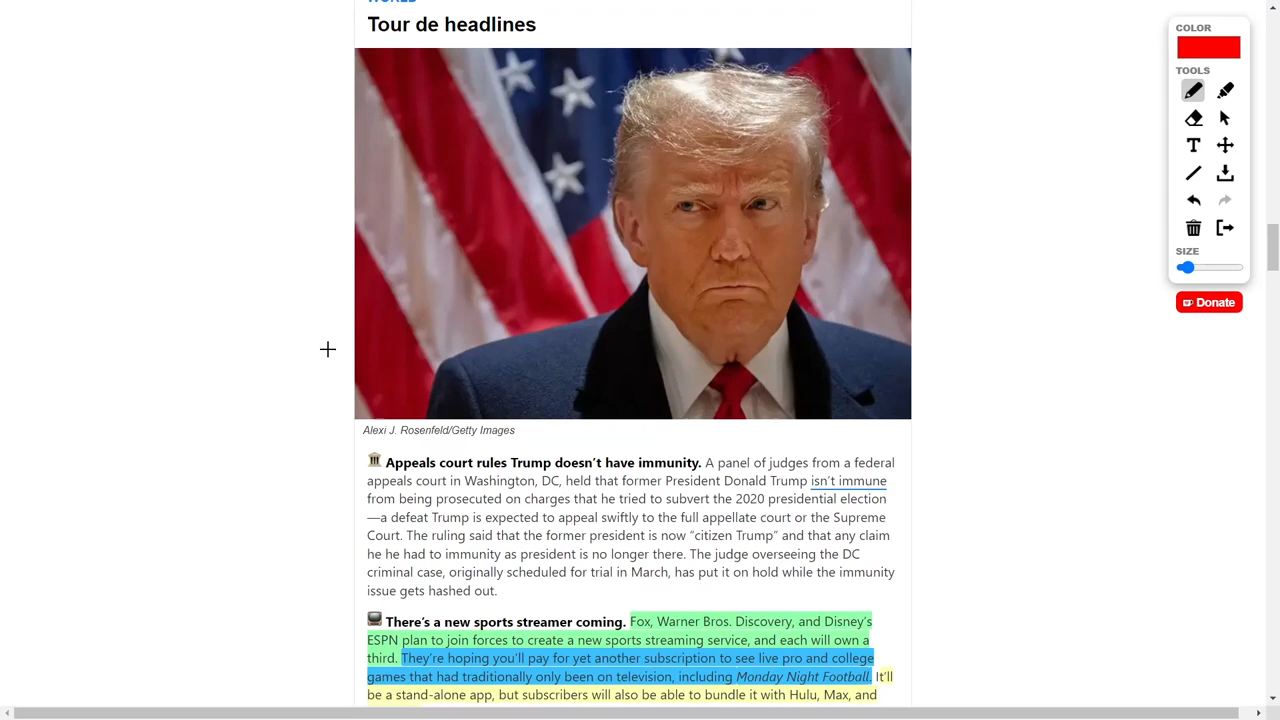 WORLD
Tour de headlines
Alexi J. Rosenfeld/Getty Images
Appeals court rules Trump doesn’t have immunity. A panel of judges from a federal
appeals court in Washington, DC, held that former President Donald Trump isn’t immune
from being prosecuted on charges that he tried to subvert the 2020 presidential election
—a defeat Trump is expected to appeal swiftly to the full appellate court or the Supreme
Court. The ruling said that the former president is now “citizen Trump” and that any claim
he he had to immunity as president is no longer there. The judge overseeing the DC
criminal case, originally scheduled for trial in March, has put it on hold while the immunity
issue gets hashed out.
There’s a new sports streamer coming. Fox, Warner Bros. Discovery, and Disney’s
ESPN plan to join forces to create a new sports streaming service, and each will own a
third. They’re hoping you’ll pay for yet another subscription to see live pro and college
games that had traditionally only been on television, including Monday Night Football. It’ll
be a stand-alone app, but subscribers will also be able to bundle it with Hulu, Max, and
COLOR
TOOLS
T
SIZE
Donate